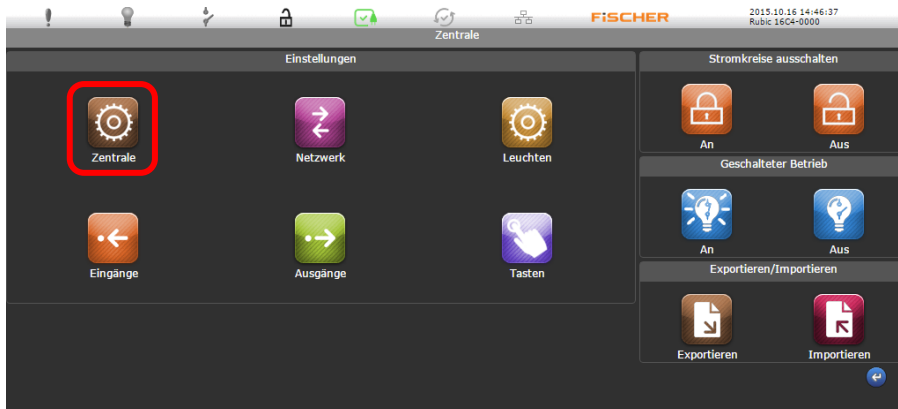 FiSCHER
2015.10.16 14:46:37
Rubic 16C4-0000
Zentrale
Einstellungen
Zentrale
Netzwerk
Leuchten
Eingänge
Ausgänge
Tasten
Stromkreise ausschalten
An
Aus
Geschalteter Betrieb
An
Aus
Exportieren/Importieren
Exportieren
Importieren